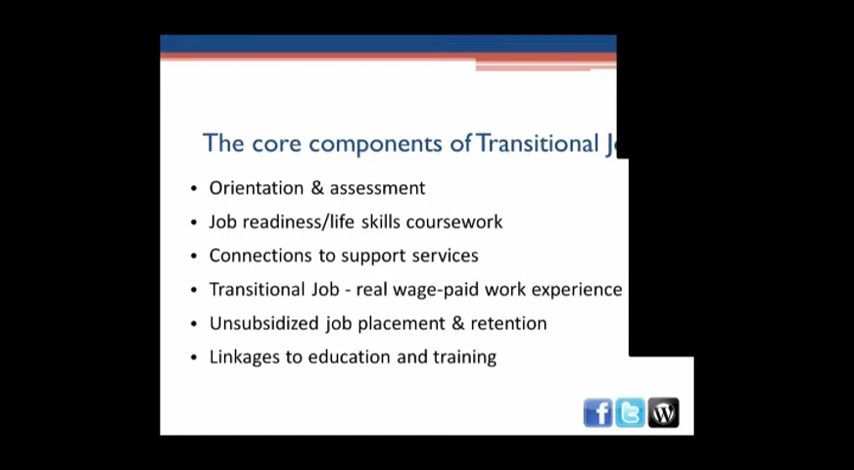 The core components of Transitional
• Orientation & assessment
• Job readiness/life skills coursework
• Connections to support services
• Transitional Job - real wage-paid work experience
• Unsubsidized job placement & retention
• Linkages to education and training